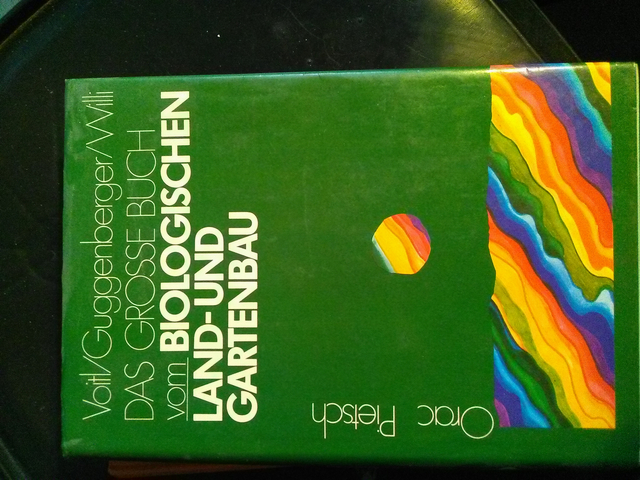 Voitl/Guggenberger/Willi
DAS GROSSE BUCH
vom BIOLOGISCHEN
LAND-UND
GARTENBAU
Orac Pietsch